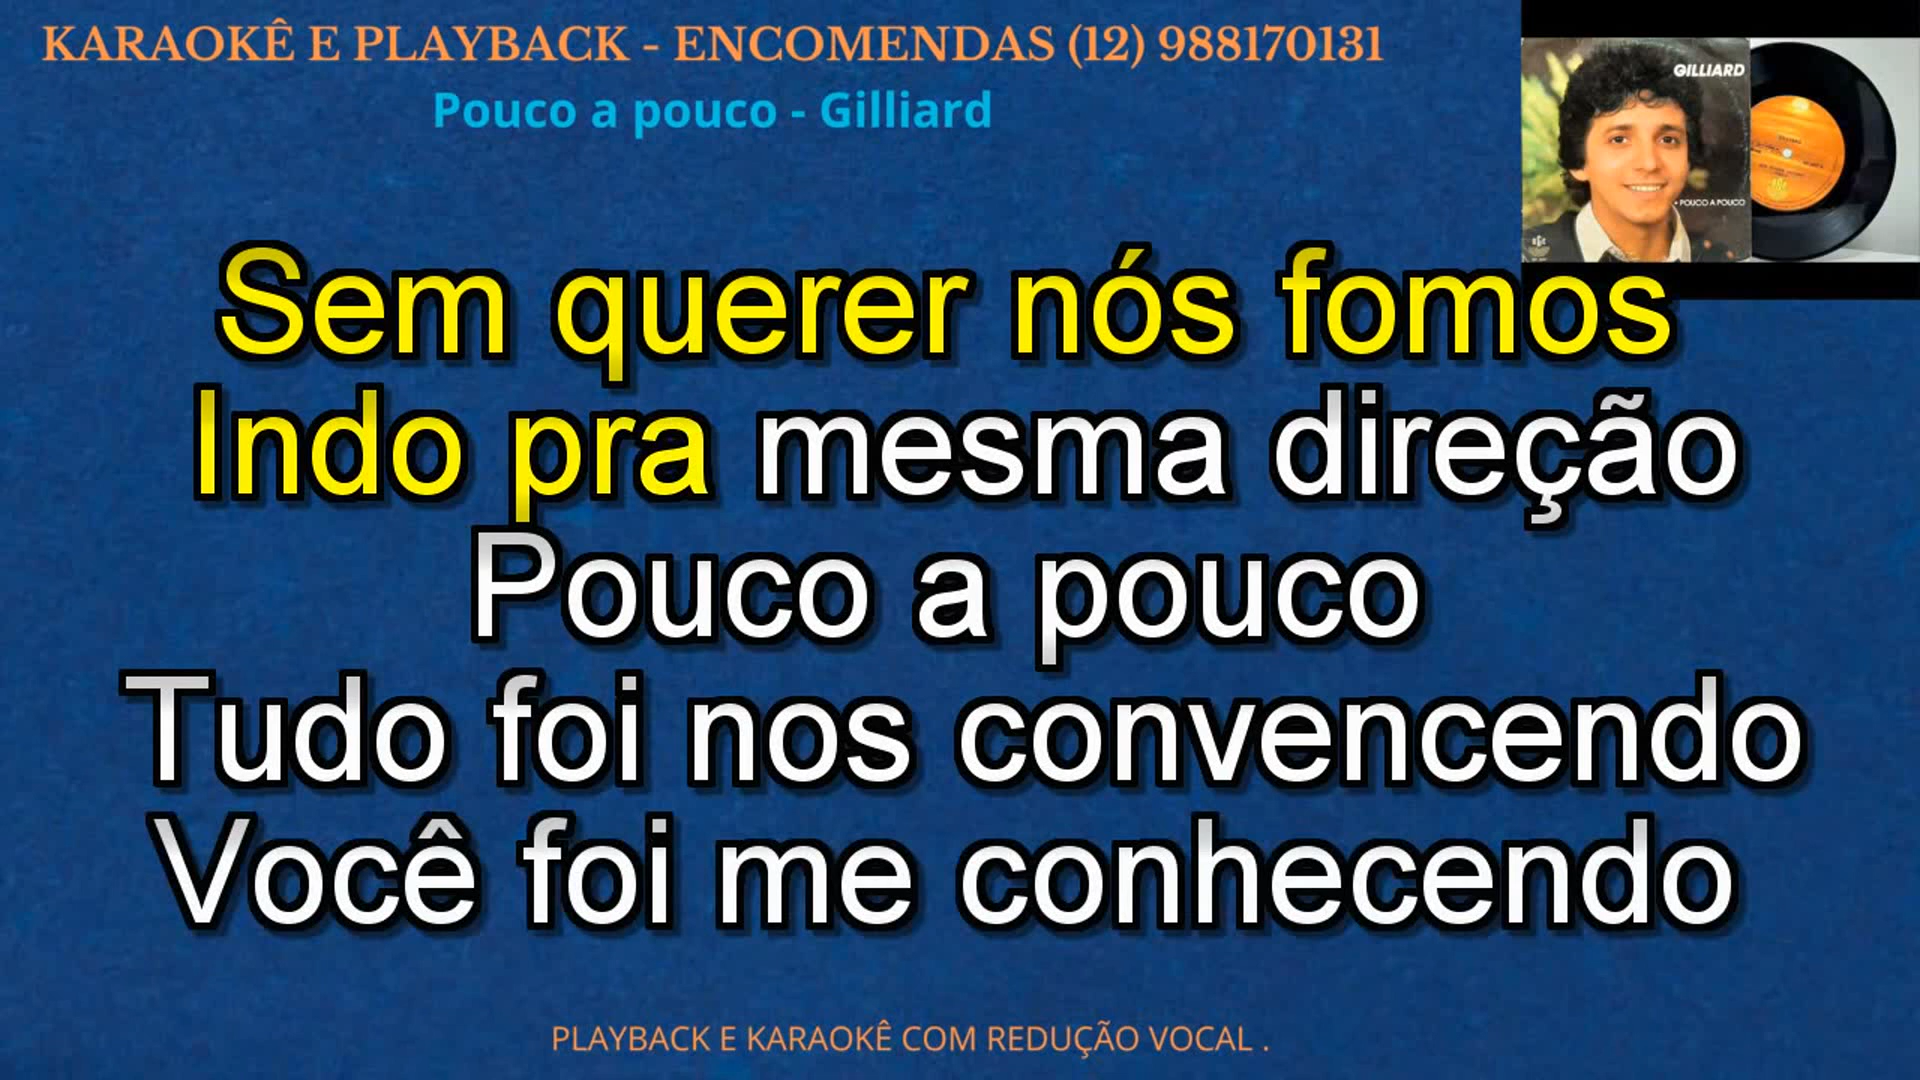 KARAOKÊ E PLAYBACK - ENCOMENDAS (12) 988170131
Pouco a pouco - Gilliard
GILLIARD
• POUCO A POUCO
Sem querer nós fomos
Indo pra mesma direção
Pouco a pouco
Tudo foi nos convencendo
Você foi me conhecendo
PLAYBACK E KARAOKÊ COM REDUÇÃO VOCAL .